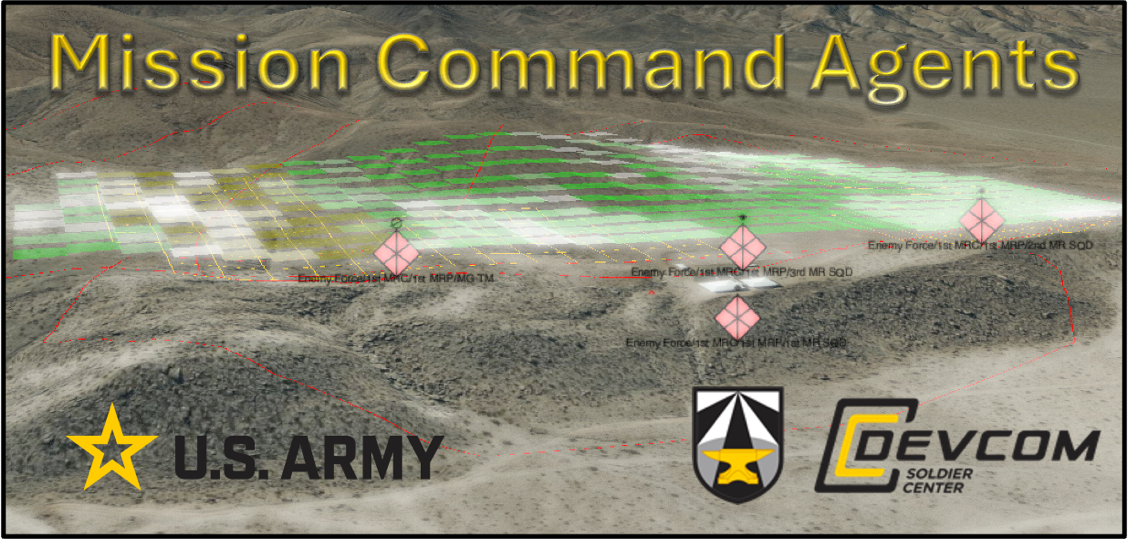 Mission Command Agents
Enemy Force/1st MRC/1st MRP/2nd MR SQD
Enemy Force/1st MRC/1st MRP/3rd MR SQD
Enemy Force/1st MRC/1st MRP/MG TM
Enemy Force/1st MRC/1st MRP/1st MR SQD
U.S. ARMY
DEVCOM
SOLDIER
CENTER